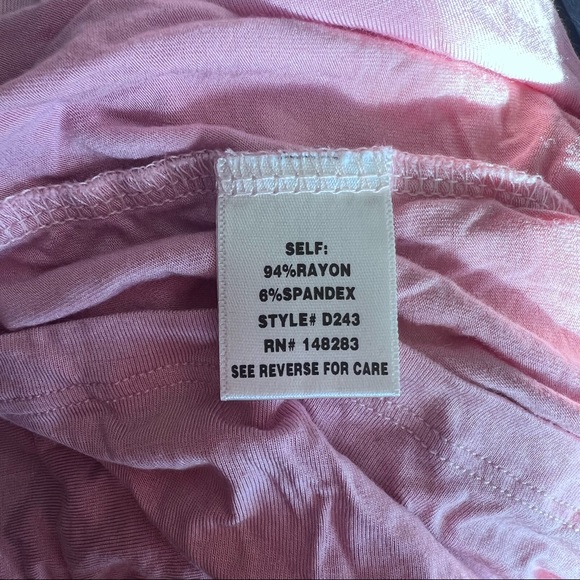 SELF:
94%RAYON
6%SPANDEX
STYLE# D243
RN# 148283
SEE REVERSE FOR CARE